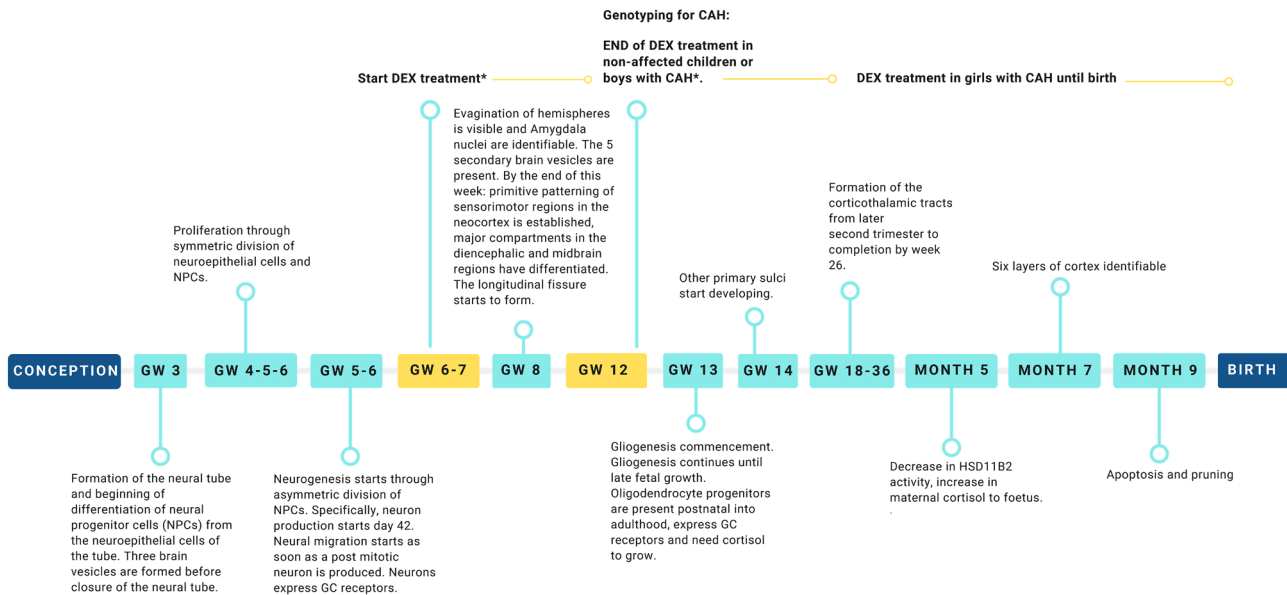 Genotyping for CAH:
END of DEX treatment in
non-affected children or
boys with CAH*.
Start DEX treatment*
DEX treatment in girls with CAH until birth
Evagination of hemispheres
is visible and Amygdala
nuclei are identifiable. The 5
secondary brain vesicles are
present. By the end of this
week: primitive patterning of
sensorimotor regions in the
neocortex is established,
major compartments in the
diencephalic and midbrain
regions have differentiated.
The longitudinal fissure
starts to form.
Formation of the
corticothalamic tracts
from later
second trimester to
completion by week
26.
Proliferation through
symmetric division of
neuroepithelial cells and
NPCs.
Other primary sulci
start developing.
Six layers of cortex identifiable
CONCEPTION
GW 3
GW 4-5-6
GW 5-6
GW 6-7
GW 8
GW 12
GW 13
GW 14
GW 18-36
MONTH 5
MONTH 7
MONTH 9
BIRTH
Formation of the neural tube
and beginning of
differentiation of neural
progenitor cells (NPCs) from
the neuroepithelial cells of
the tube. Three brain
vesicles are formed before
closure of the neural tube.
Neurogenesis starts through
asymmetric division of
NPCs. Specifically, neuron
production starts day 42.
Neural migration starts as
soon as a post mitotic
neuron is produced. Neurons
express GC receptors.
Gliogenesis commencement.
Gliogenesis continues until
late fetal growth.
Oligodendrocyte progenitors
are present postnatal into
adulthood, express GC
receptors and need cortisol
to grow.
Decrease in HSD11B2
activity, increase in
maternal cortisol to foetus.
.
Apoptosis and pruning